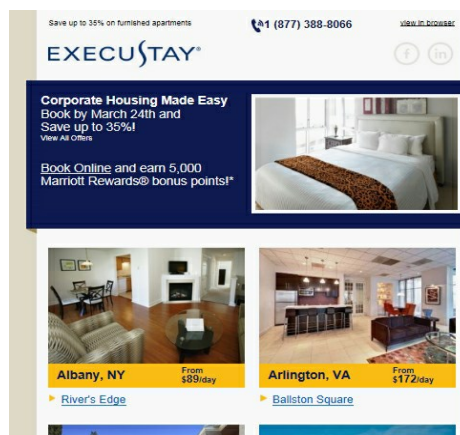 Save up to 35% on furnished apartments
1 (877) 388-8066
view in browser
EXECUSTAY®
f
in
Corporate Housing Made Easy
Book by March 24th and
Save up to 35%!
View All Offers
Book Online and earn 5,000
Marriott Rewards® bonus points!*
Albany, NY
From
$89/day
Arlington, VA
From
$172/day
River's Edge
Ballston Square